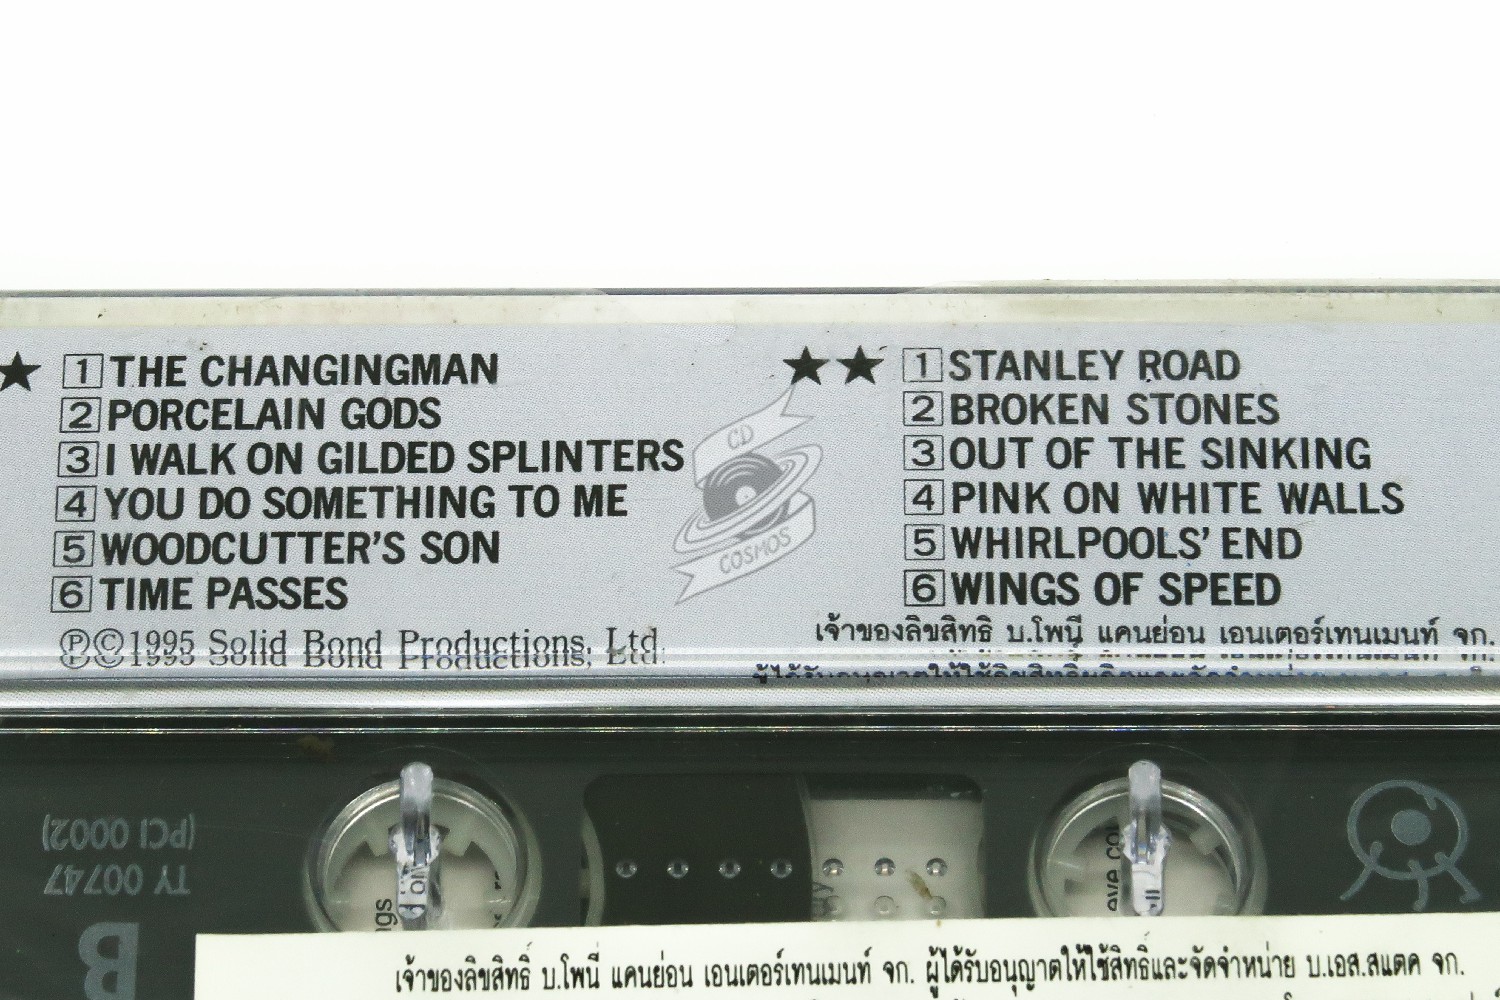 ★ 1 THE CHANGINGMAN
2 PORCELAIN GODS
3 I WALK ON GILDED SPLINTERS
4 YOU DO SOMETHING TO ME
5 WOODCUTTER'S SON
6 TIME PASSES
ⓅⒸ1995 Solid Bond Productions, Ltd.
★★ 1 STANLEY ROAD
2 BROKEN STONES
3 OUT OF THE SINKING
4 PINK ON WHITE WALLS
5 WHIRLPOOLS' END
6 WINGS OF SPEED
เจ้าของลิขสิทธิ บ.โพนี่ แคนย่อน เอนเตอร์เทนเมนท์ จก.
CD
COSMOS
B
TY 00747
(PCI 0002)
เจ้าของลิขสิทธิ์ บ.โพนี่ แคนย่อน เอนเตอร์เทนเมนท์ จก. ผู้ได้รับอนุญาตให้ใช้สิทธิ์และจัดจำหน่าย บ.เอส.สแตค จก.